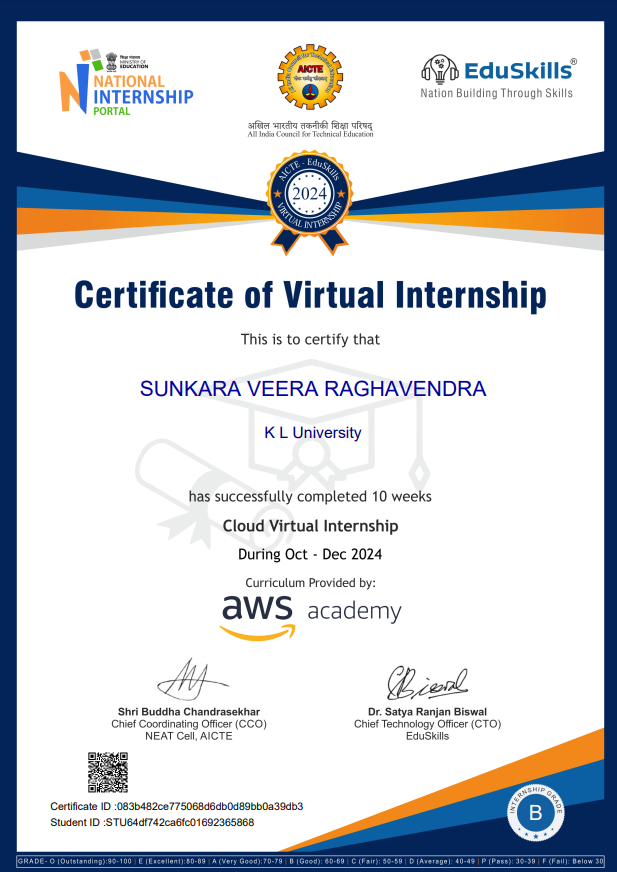 शिक्षा मंत्रालय
MINISTRY OF
EDUCATION
NATIONAL
INTERNSHIP
PORTAL
AICTE
अखिल भारतीय तकनीकी शिक्षा परिषद्
All India Council for Technical Education
EduSkills®
Nation Building Through Skills
AICTE - EduSkills
2024
VIRTUAL INTERNSHIP
Certificate of Virtual Internship
This is to certify that
SUNKARA VEERA RAGHAVENDRA
K L University
has successfully completed 10 weeks
Cloud Virtual Internship
During Oct - Dec 2024
Curriculum Provided by:
aws academy
Shri Buddha Chandrasekhar
Chief Coordinating Officer (CCO)
NEAT Cell, AICTE
Biswal
Dr. Satya Ranjan Biswal
Chief Technology Officer (CTO)
EduSkills
Certificate ID :083b482ce775068d6db0d89bb0a39db3
Student ID :STU64df742ca6fc01692365868
INTERNSHIP GRADE
B
GRADE- O (Outstanding):90-100 | E (Excellent):80-89 | A (Very Good):70-79 | B (Good): 60-69 | C (Fair): 50-59 | D (Average): 40-49 | P (Pass): 30-39 | F (Fail): Below 30